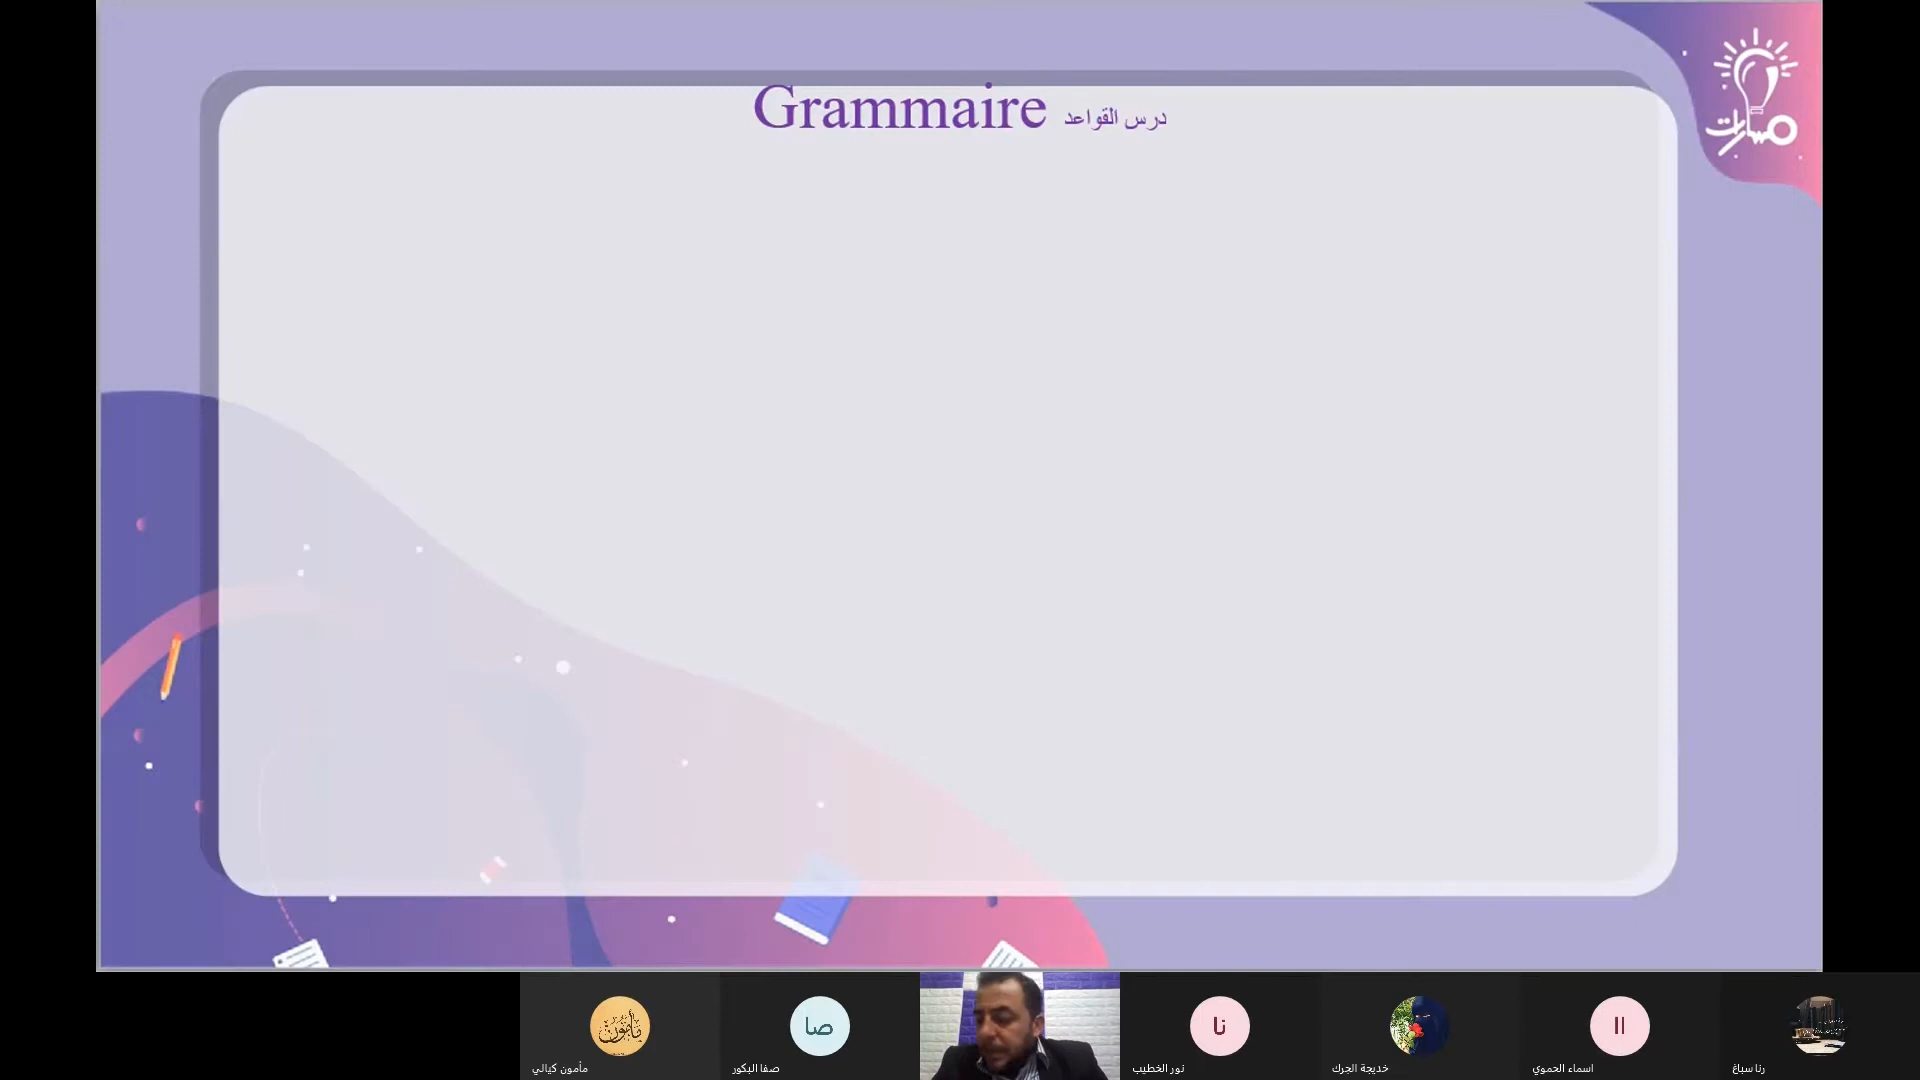 Grammaire درس القواعد
مسارات
مأمون
صا
نا
اا
مأمون كيالي
صفا البكور
نور الخطيب
خديجة الجرك
اسماء الحموي
رنا سباغ